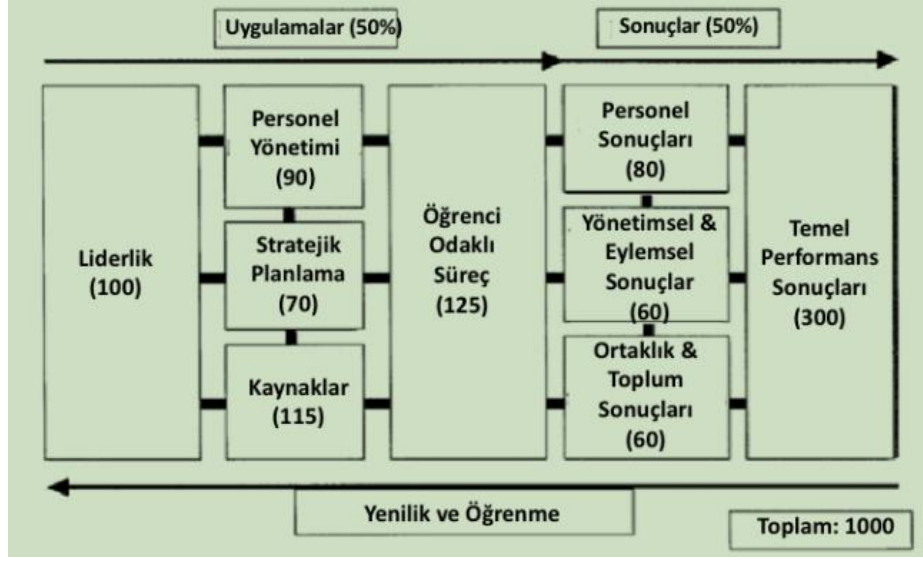 Uygulamalar (50%)
Sonuçlar (50%)
Liderlik
(100)
Personel
Yönetimi
(90)
Stratejik
Planlama
(70)
Kaynaklar
(115)
Öğrenci
Odaklı
Süreç
(125)
Personel
Sonuçları
(80)
Yönetimsel &
Eylemsel
Sonuçlar
(60)
Ortaklık &
Toplum
Sonuçları
(60)
Temel
Performans
Sonuçları
(300)
Yenilik ve Öğrenme
Toplam: 1000